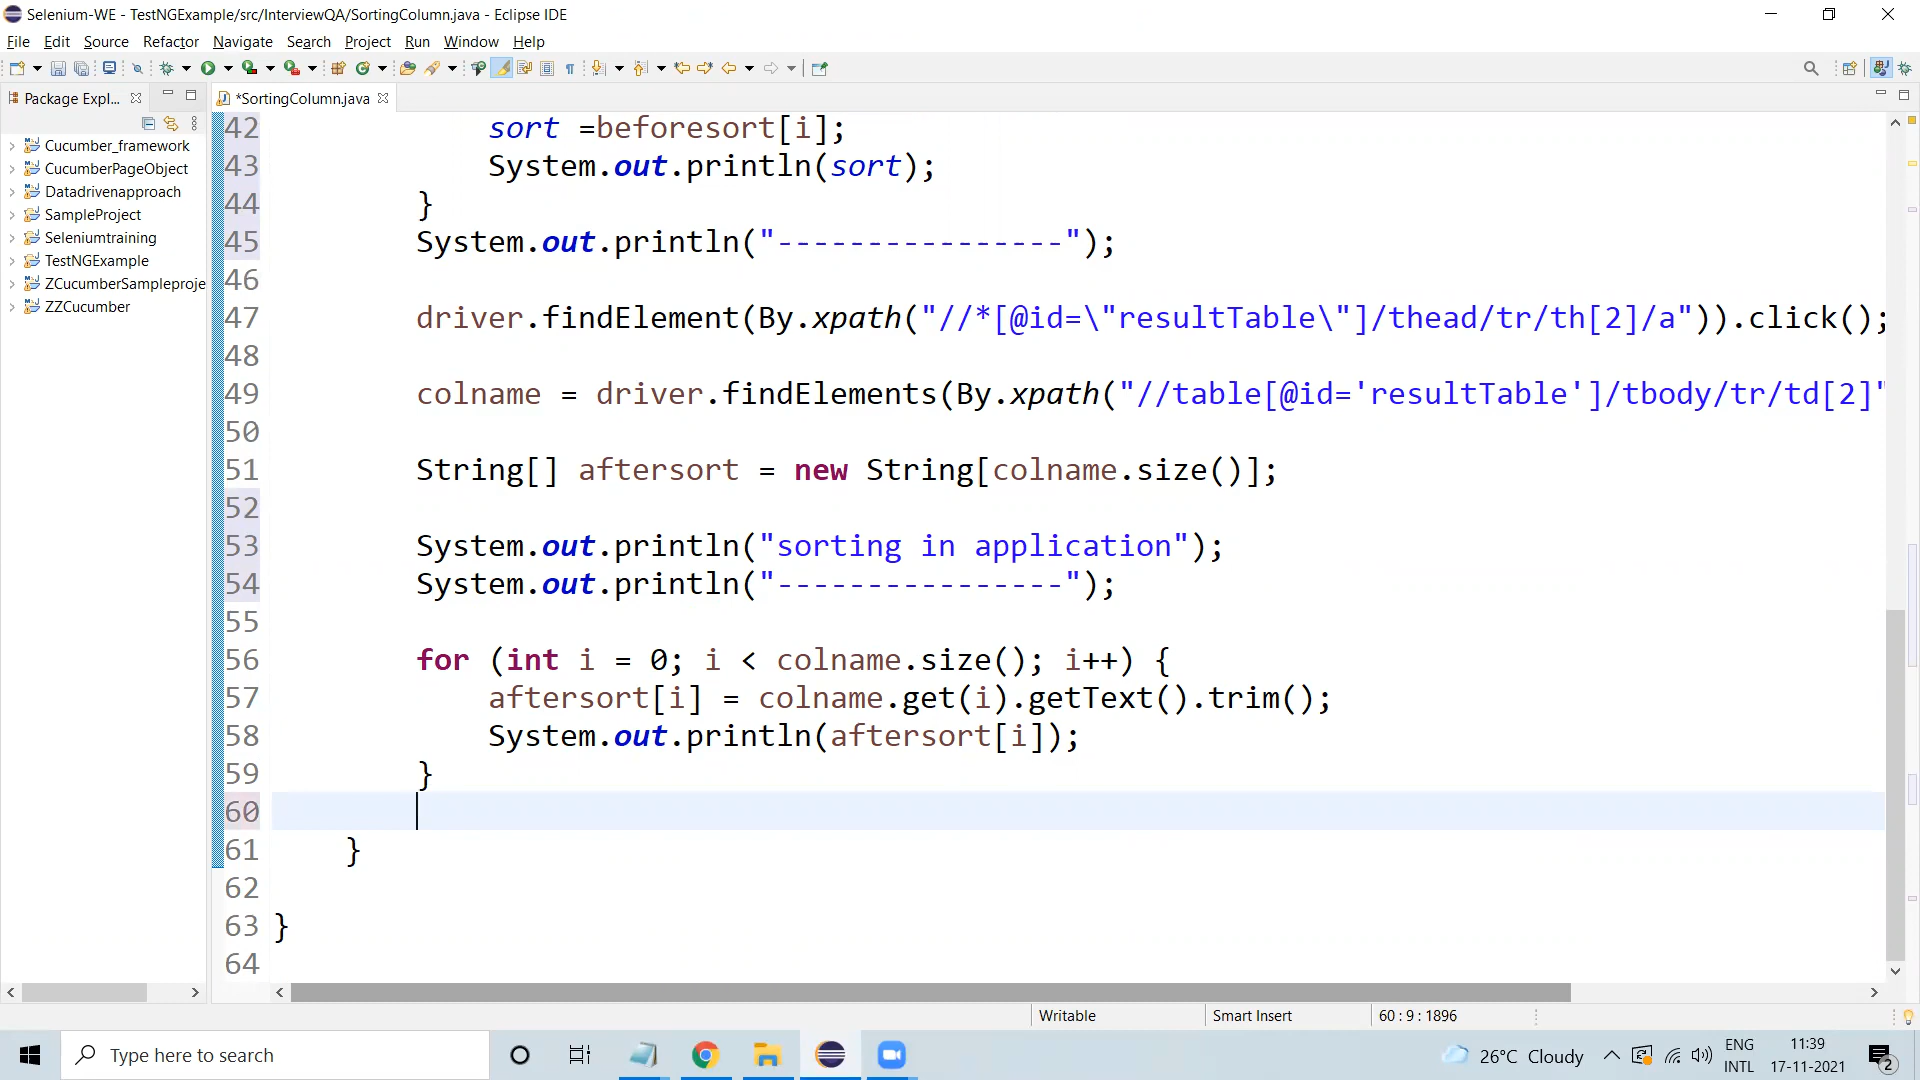 Selenium-WE - TestNGExample/src/InterviewQA/SortingColumn.java - Eclipse IDE
File Edit Source Refactor Navigate Search Project Run Window Help
Package Expl...
*SortingColumn.java
Cucumber_framework
CucumberPageObject
Datadrivenapproach
SampleProject
Seleniumtraining
TestNGExample
ZCucumberSampleproje
ZZCucumber
42 sort =beforesort[i];
43 System.out.println(sort);
44 }
45 System.out.println("----------------");
46
47 driver.findElement(By.xpath("//*[@id=\"resultTable\"]/thead/tr/th[2]/a")).click();
48
49 colname = driver.findElements(By.xpath("//table[@id='resultTable']/tbody/tr/td[2]"
50
51 String[] aftersort = new String[colname.size()];
52
53 System.out.println("sorting in application");
54 System.out.println("----------------");
55
56 for (int i = 0; i < colname.size(); i++) {
57 aftersort[i] = colname.get(i).getText().trim();
58 System.out.println(aftersort[i]);
59 }
60
61 }
62
63 }
64
Writable Smart Insert 60 : 9 : 1896
Type here to search
26°C Cloudy
ENG
INTL
11:39
17-11-2021
2